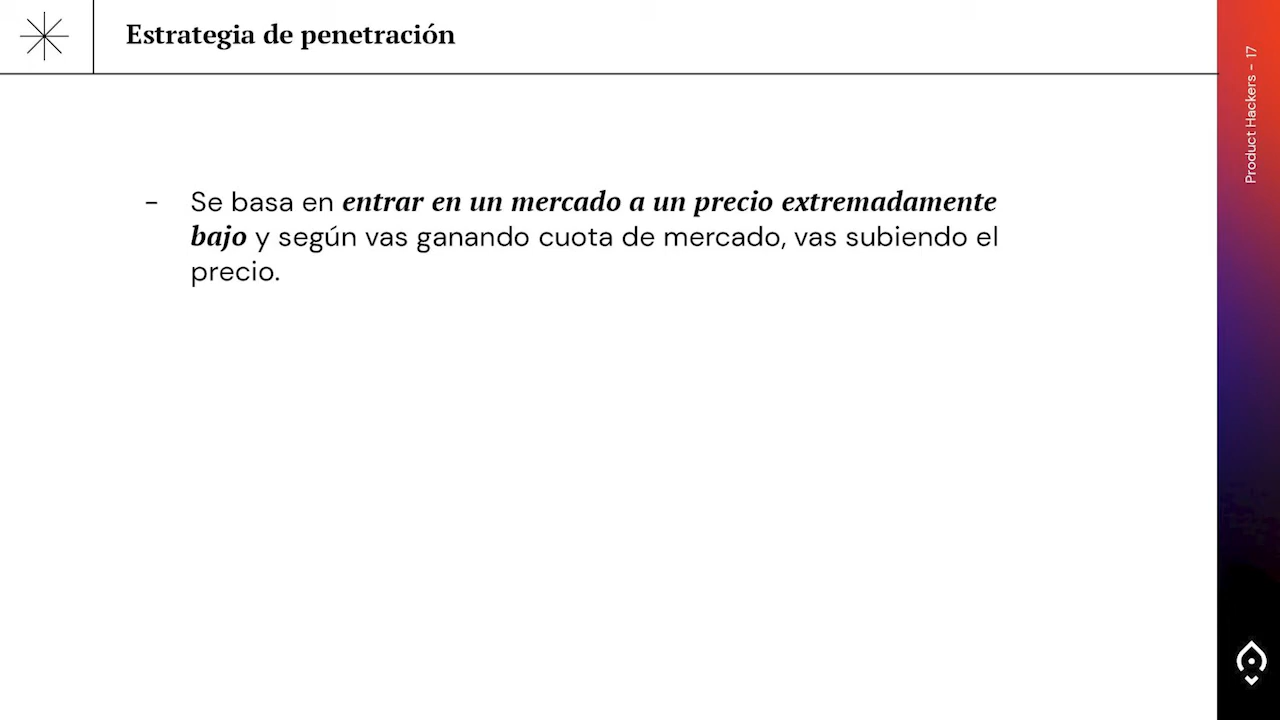 Estrategia de penetración
Product Hackers – 17
– Se basa en entrar en un mercado a un precio extremadamente
bajo y según vas ganando cuota de mercado, vas subiendo el
precio.